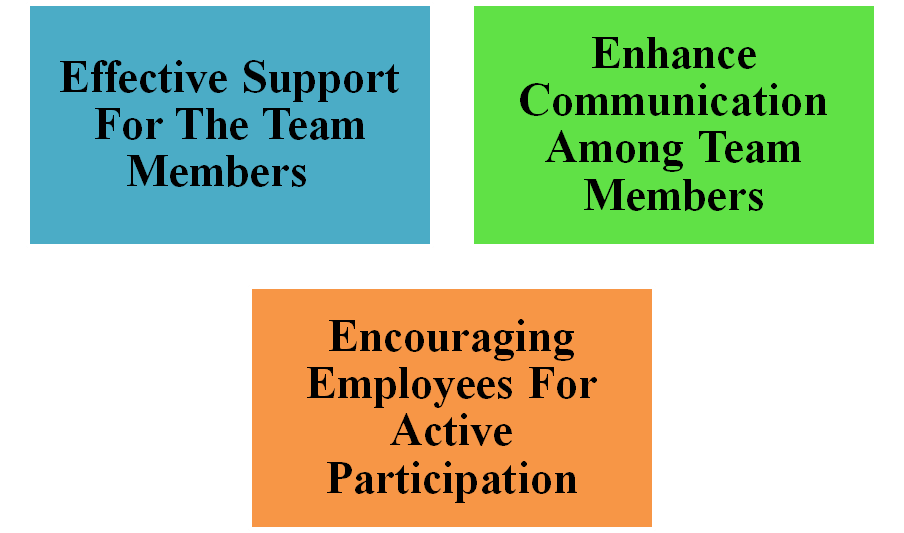 Effective Support
For The Team
Members
Enhance
Communication
Among Team
Members
Encouraging
Employees For
Active
Participation